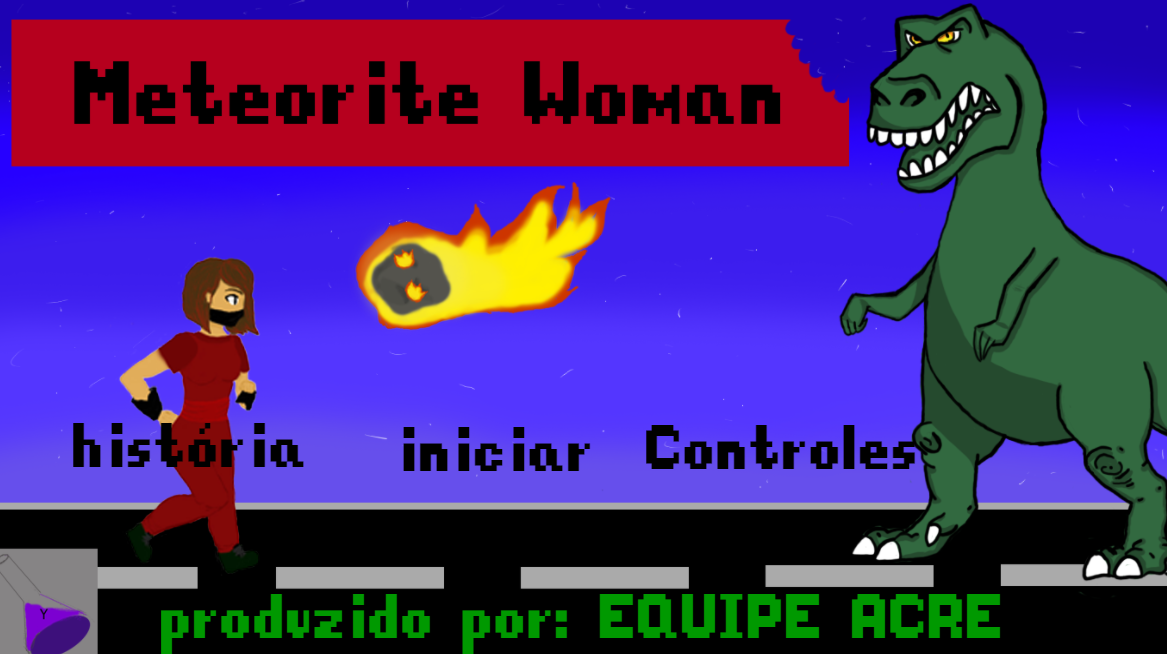 Meteorite Woman
história iniciar Controles
Y
produzido por: EQUIPE ACRE